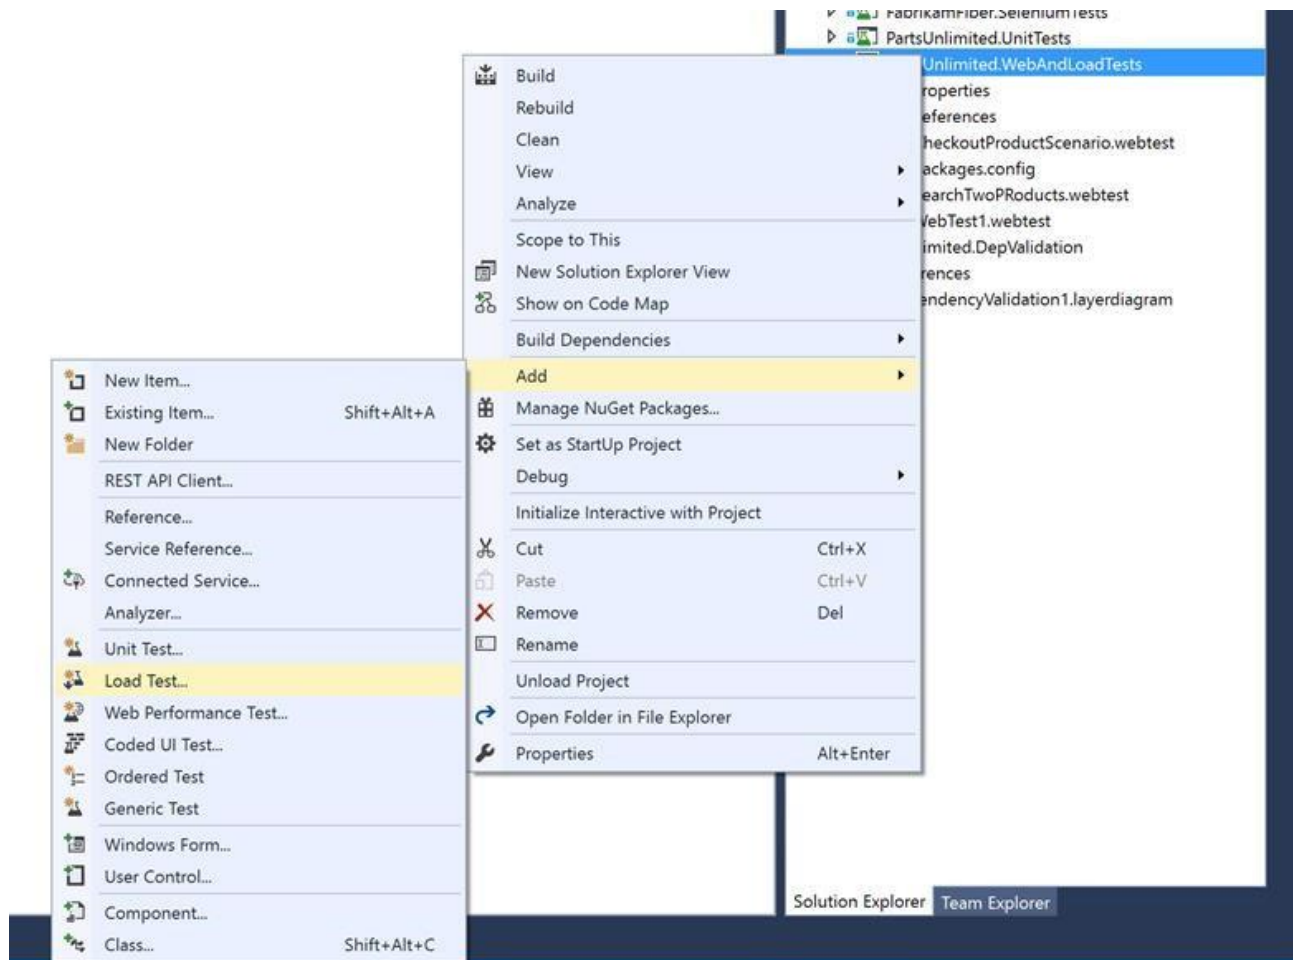 FabrikamFiber.SeleniumTests
PartsUnlimited.UnitTests
Unlimited.WebAndLoadTests
roperties
eferences
heckoutProductScenario.webtest
ackages.config
earchTwoPRoducts.webtest
ebTest1.webtest
imited.DepValidation
rences
endencyValidation1.layerdiagram
Build
Rebuild
Clean
View
Analyze
Scope to This
New Solution Explorer View
Show on Code Map
Build Dependencies
Add
Manage NuGet Packages...
Set as StartUp Project
Debug
Initialize Interactive with Project
Cut Ctrl+X
Paste Ctrl+V
Remove Del
Rename
Unload Project
Open Folder in File Explorer
Properties Alt+Enter
New Item...
Existing Item... Shift+Alt+A
New Folder
REST API Client...
Reference...
Service Reference...
Connected Service...
Analyzer...
Unit Test...
Load Test...
Web Performance Test...
Coded UI Test...
Ordered Test
Generic Test
Windows Form...
User Control...
Component...
Class... Shift+Alt+C
Solution Explorer Team Explorer